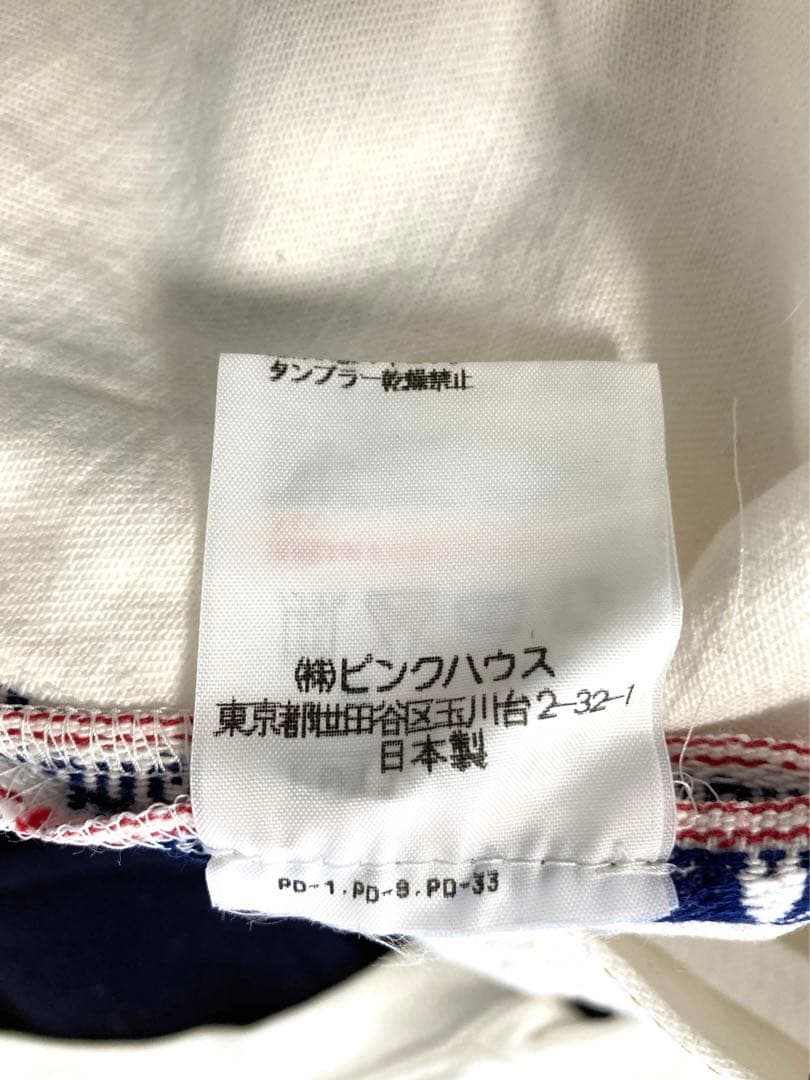 タンブラー乾燥禁止
(株)ピンクハウス
東京都世田谷区玉川台2-32-1
日本製
PD-1.PD-9.PD-33